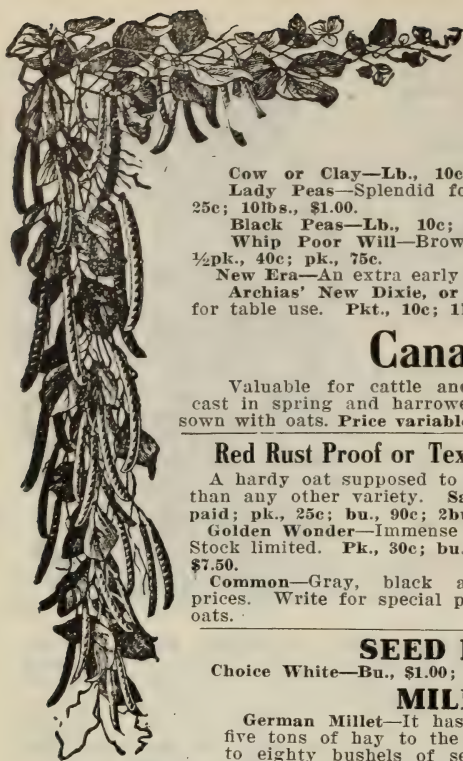 Cow or Clay—Lb., 10c
Lady Peas—Splendid fo
25c; 10lbs., $1.00.
Black Peas—Lb., 10c;
Whip Poor Will—Brow
½pk., 40c; pk., 75c.
New Era—An extra early
Archias' New Dixie, or
for table use. Pkt., 10c; 1
Cana
Valuable for cattle and
cast in spring and harrowe
sown with oats. Price variabl
Red Rust Proof or Tex
A hardy oat supposed to
than any other variety. Sa
paid; pk., 25c; bu., 90c; 2bu
Golden Wonder—Immense
Stock limited. Pk., 30c; bu.
$7.50.
Common—Gray, black a
prices. Write for special p
oats.
SEED
Choice White—Bu., $1.00;
MIL
German Millet—It has
five tons of hay to the
to eighty bushels of se